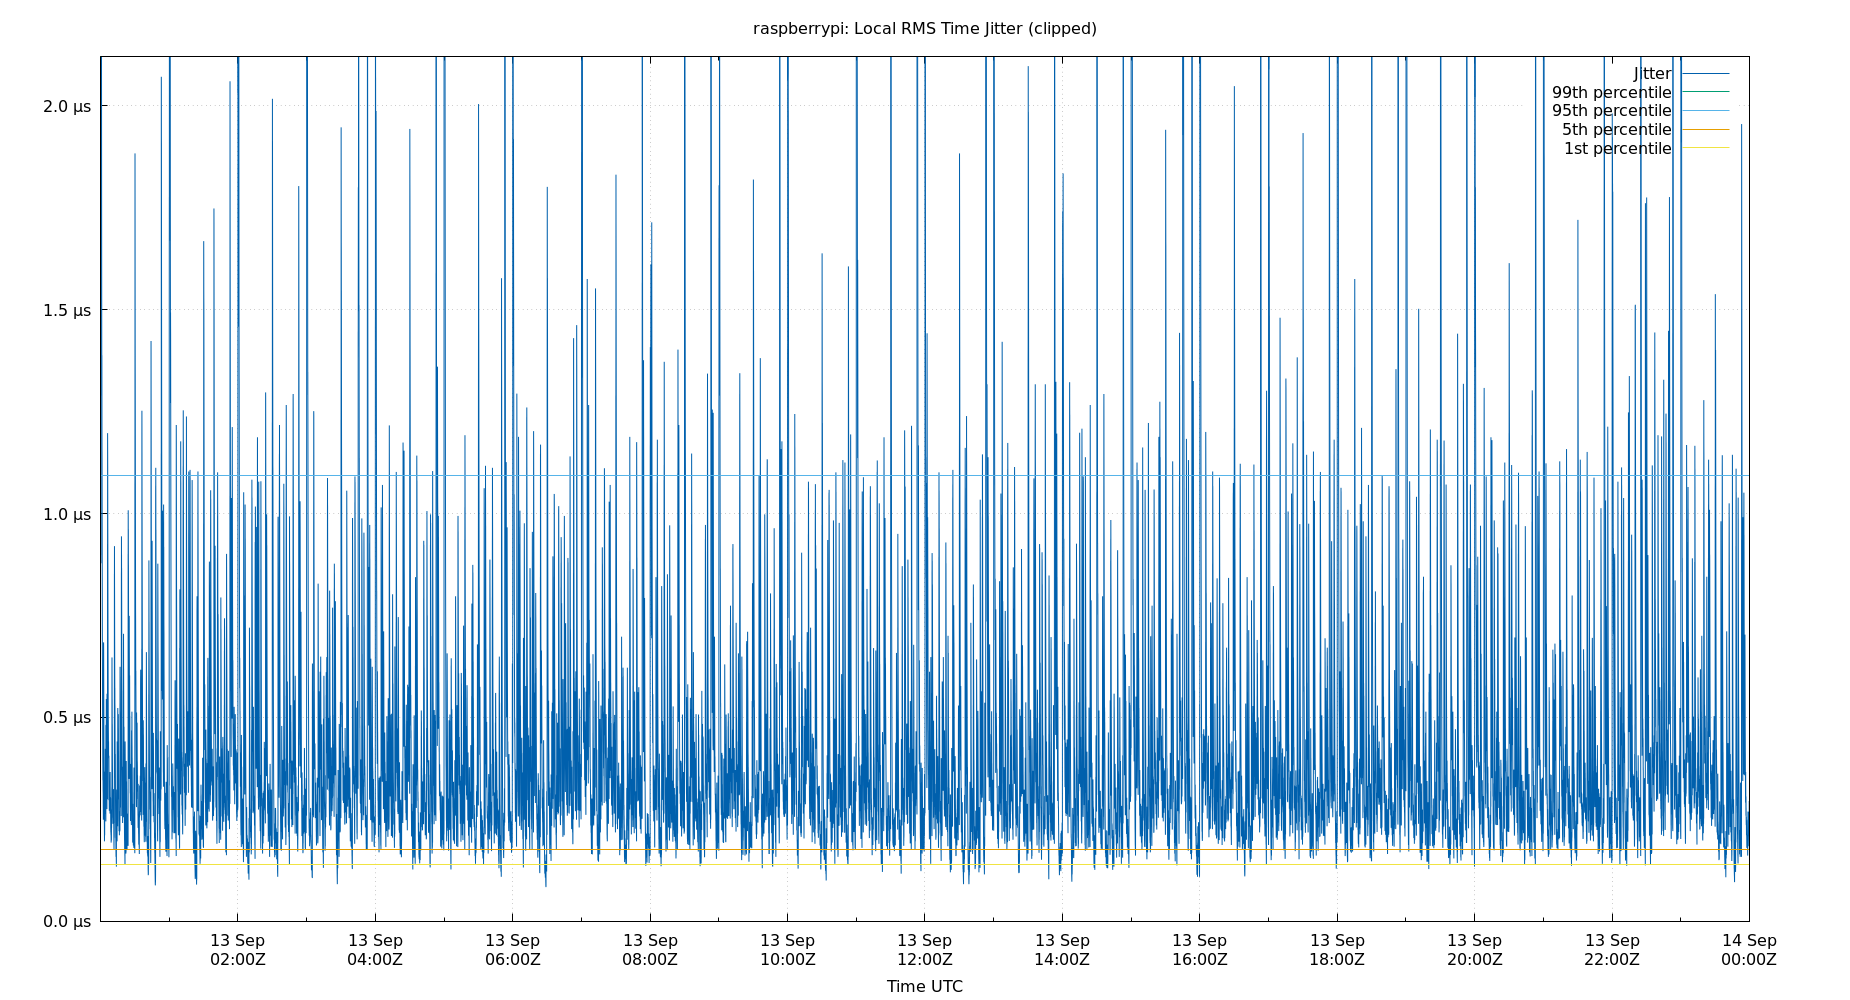 raspberrypi: Local RMS Time Jitter (clipped)
Jitter
99th percentile
95th percentile
5th percentile
1st percentile
2.0 µs
1.5 µs
1.0 µs
0.5 µs
0.0 µs
13 Sep 13 Sep 13 Sep 13 Sep 13 Sep 13 Sep 13 Sep 13 Sep 13 Sep 13 Sep 13 Sep 14 Sep
02:00Z 04:00Z 06:00Z 08:00Z 10:00Z 12:00Z 14:00Z 16:00Z 18:00Z 20:00Z 22:00Z 00:00Z
Time UTC